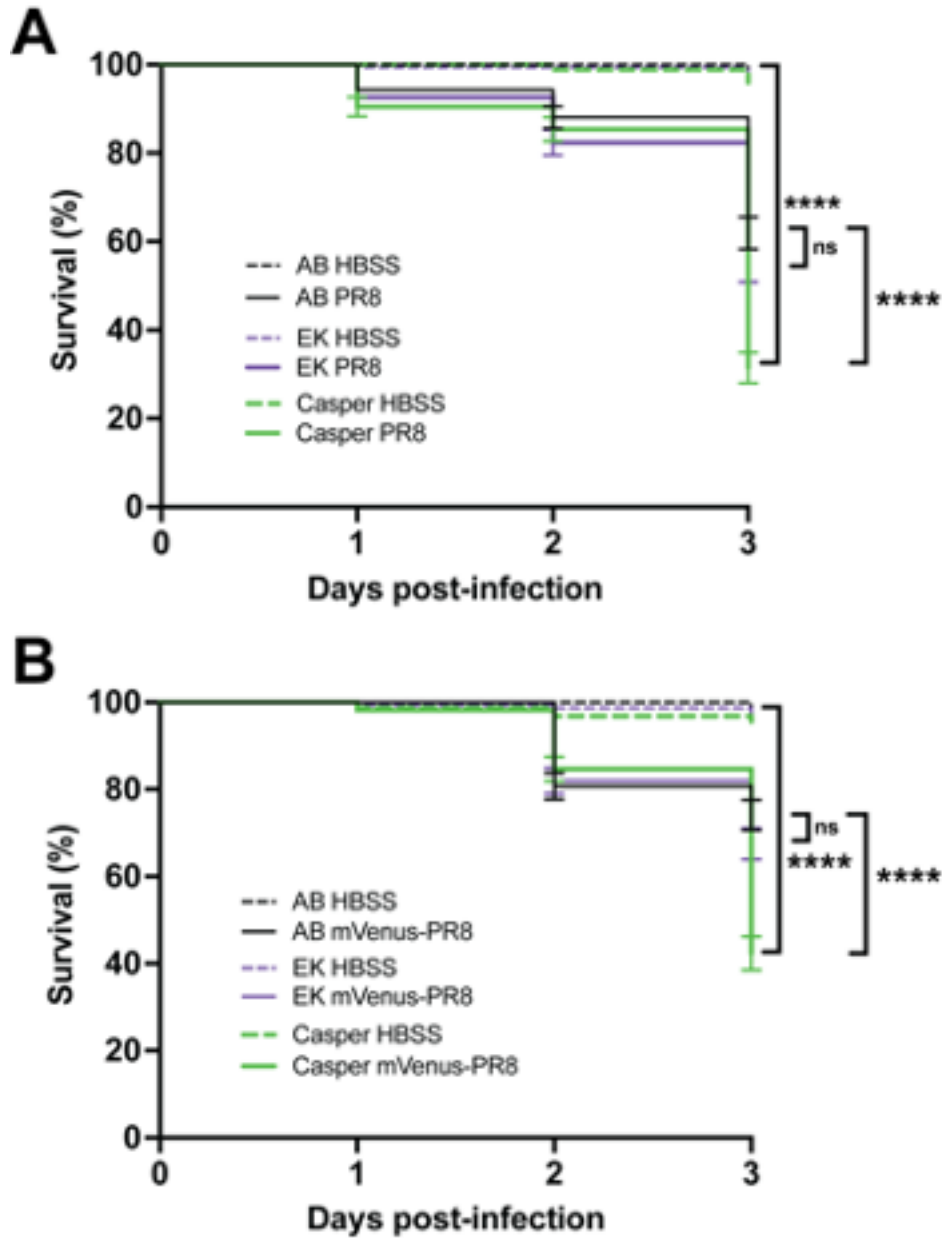 A
100
80
60
40
20
0
Survival (%)
AB HBSS
AB PR8
EK HBSS
EK PR8
Casper HBSS
Casper PR8
****
ns
****
0 1 2 3
Days post-infection
B
100
80
60
40
20
0
Survival (%)
AB HBSS
AB mVenus-PR8
EK HBSS
EK mVenus-PR8
Casper HBSS
Casper mVenus-PR8
ns
****
****
0 1 2 3
Days post-infection